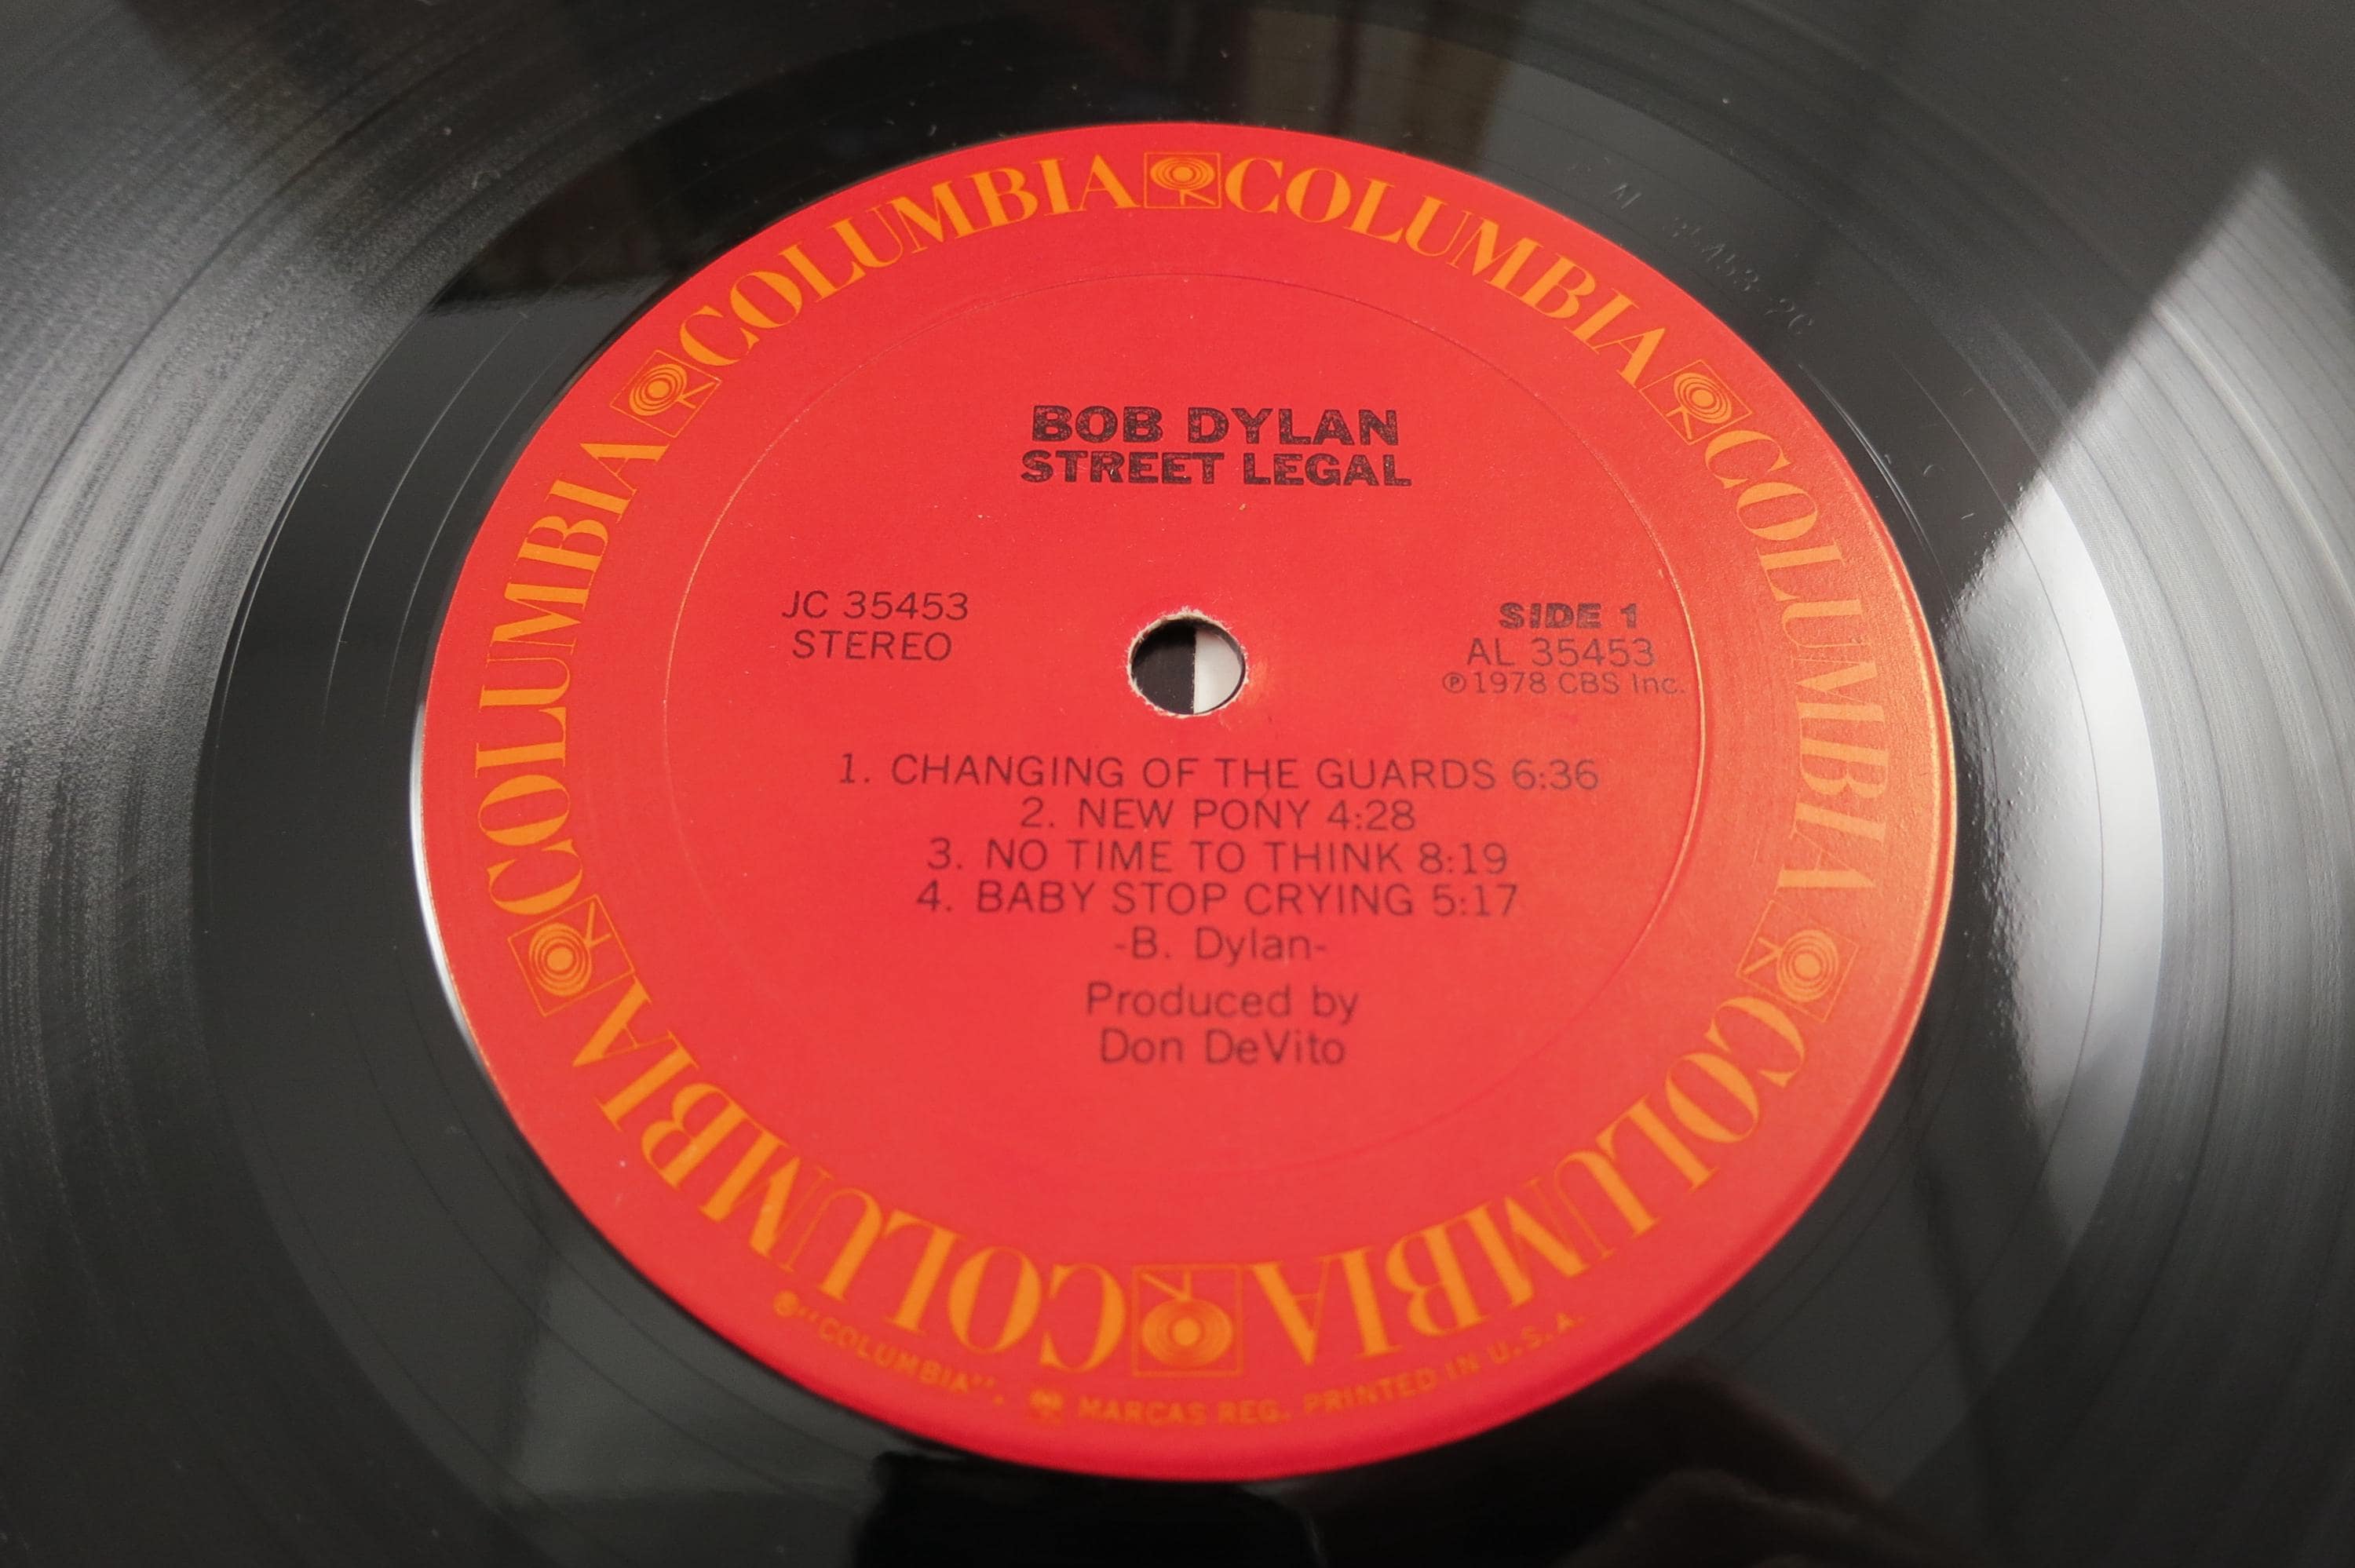 COLUMBIA COLUMBIA COLUMBIA COLUMBIA COLUMBIA COLUMBIA
BOB DYLAN
STREET LEGAL
JC 35453
STEREO
SIDE 1
AL 35453
Ⓟ1978 CBS Inc.
1. CHANGING OF THE GUARDS 6:36
2. NEW PONY 4:28
3. NO TIME TO THINK 8:19
4. BABY STOP CRYING 5:17
-B. Dylan-
Produced by
Don DeVito
®"COLUMBIA", MARCAS REG. PRINTED IN U.S.A.